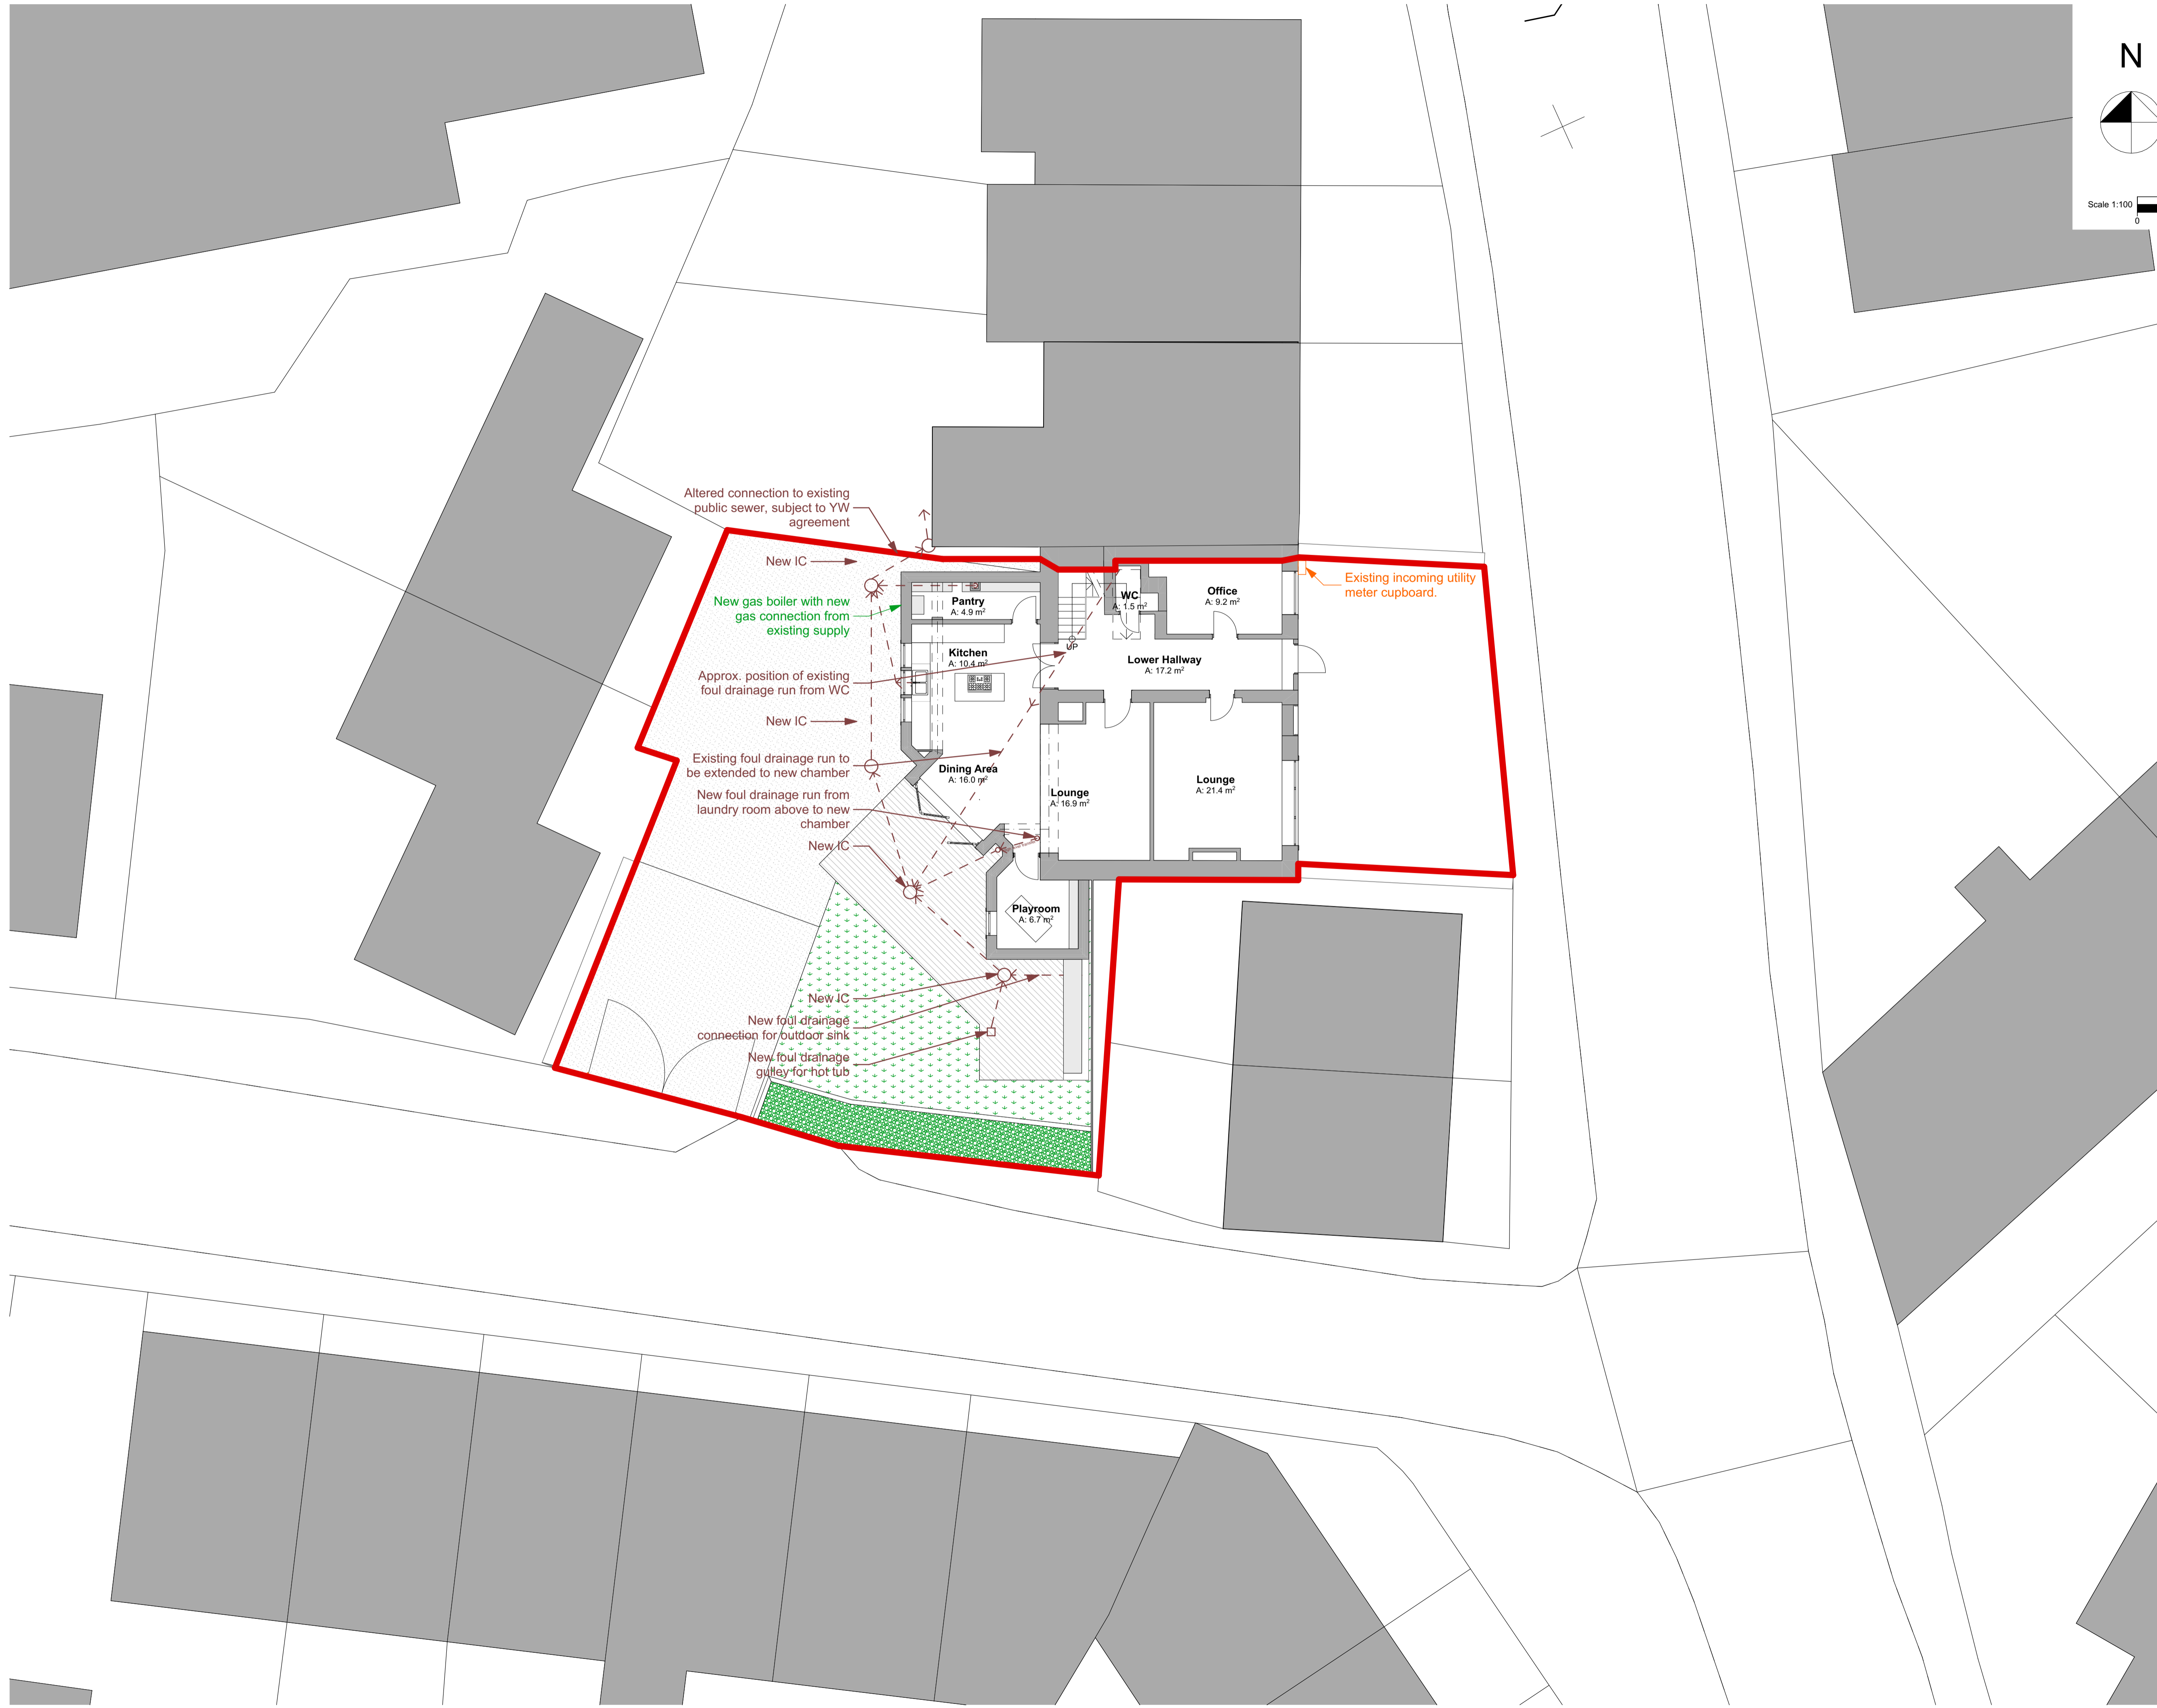 N
Scale 1:100
0
Altered connection to existing
public sewer, subject to YW
agreement
New IC
New gas boiler with new
gas connection from
existing supply
Approx. position of existing
foul drainage run from WC
New IC
Existing foul drainage run to
be extended to new chamber
New foul drainage run from
laundry room above to new
chamber
New IC
New IC
New foul drainage
connection for outdoor sink
New foul drainage
gulley for hot tub
Pantry
A: 4.9 m²
Kitchen
A: 10.4 m²
Dining Area
A: 16.0 m²
UP
WC
A: 1.5 m²
Office
A: 9.2 m²
Lower Hallway
A: 17.2 m²
Lounge
A: 16.9 m²
Lounge
A: 21.4 m²
Playroom
A: 6.7 m²
Existing incoming utility
meter cupboard.